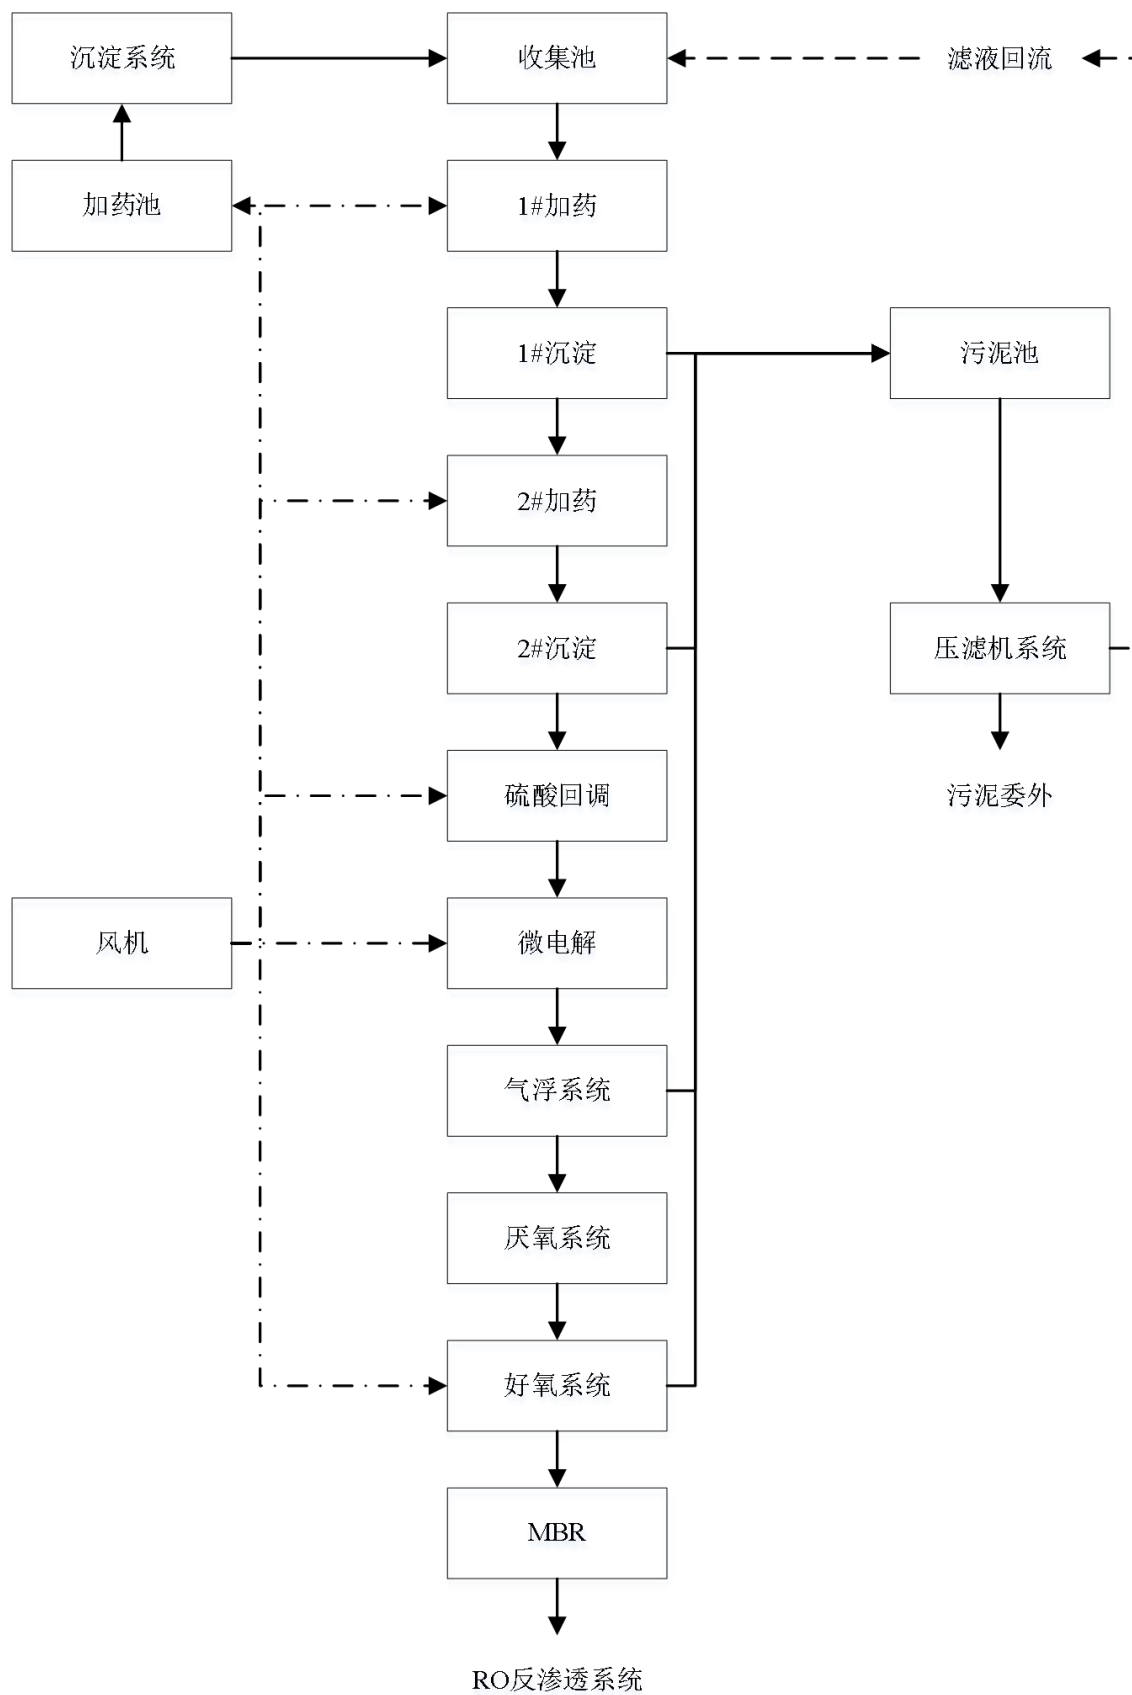 沉淀系统
收集池
滤液回流
加药池
1#加药
1#沉淀
污泥池
2#加药
2#沉淀
压滤机系统
硫酸回调
污泥委外
风机
微电解
气浮系统
厌氧系统
好氧系统
MBR
RO反渗透系统